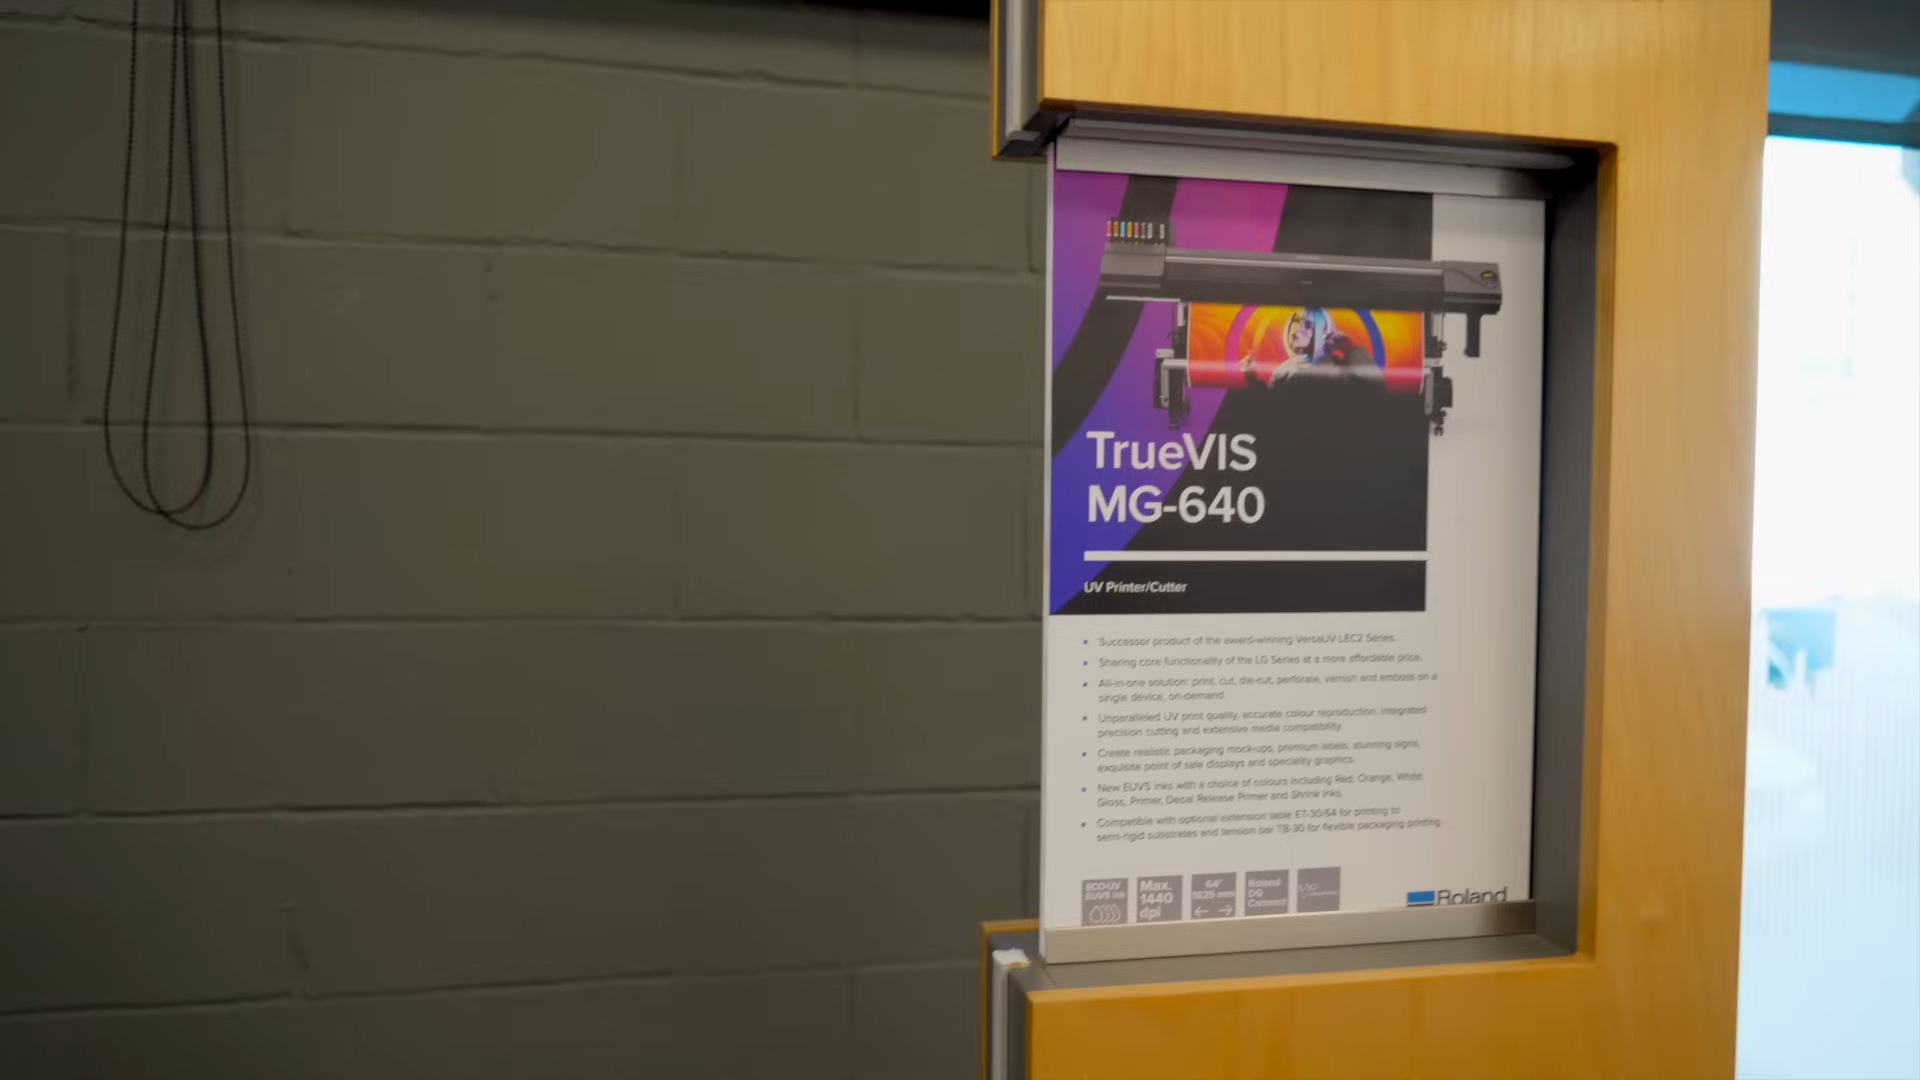 TrueVIS
MG-640
UV Printer/Cutter
Successor product of the award-winning VersaUV LEC2 Series.
Sharing core functionality of the LG Series at a more affordable price.
All-in-one solution: print, cut, die-cut, perforate, varnish and emboss on a
single device, on-demand.
Unparalleled UV print quality, accurate colour reproduction, integrated
precision cutting and extensive media compatibility.
Create realistic packaging mock-ups, premium labels, stunning signs,
exquisite point of sale displays and speciality graphics.
New EUV5 inks with a choice of colours including Red, Orange, White,
Gloss, Primer, Decal Release Primer and Shrink Inks.
Compatible with optional extension table ET-30/64 for printing to
semi-rigid substrates and tension bar TB-30 for flexible packaging printing.
ECO-UV
EUV5 Ink
Max.
1440
dpi
64"
1625 mm
Roland
DG
Connect
Roland